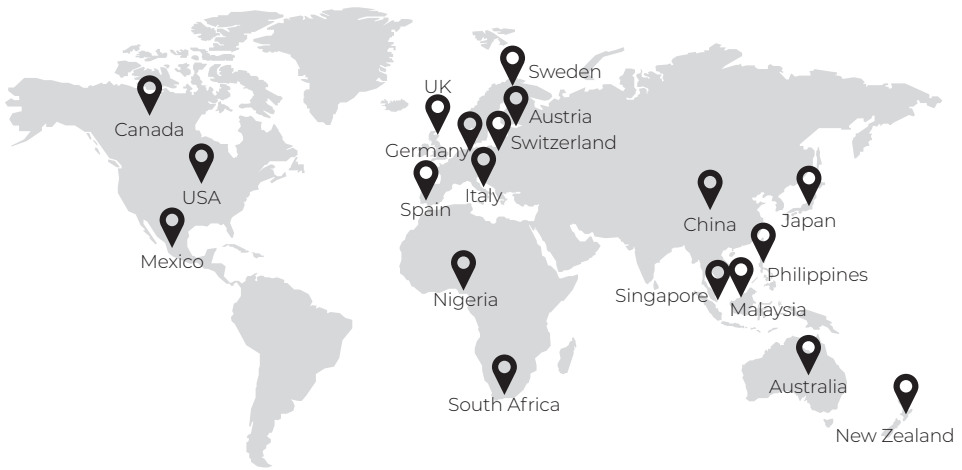 Sweden
UK
Austria
Canada
Switzerland
Germany
USA
Italy
Spain
China
Japan
Mexico
Philippines
Singapore
Nigeria
Malaysia
Australia
South Africa
New Zealand